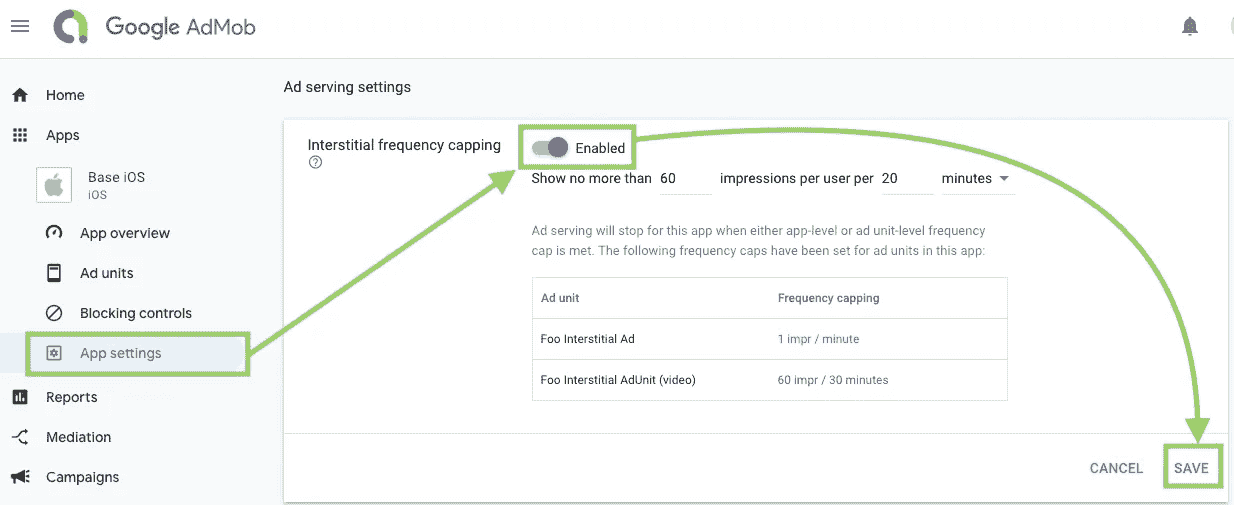 Google AdMob
Home
Apps
Base iOS
iOS
App overview
Ad units
Blocking controls
App settings
Reports
Mediation
Campaigns
Ad serving settings
Interstitial frequency capping
Enabled
Show no more than 60 impressions per user per 20 minutes
Ad serving will stop for this app when either app-level or ad unit-level frequency
cap is met. The following frequency caps have been set for ad units in this app:
Ad unit Frequency capping
Foo Interstitial Ad 1 impr / minute
Foo Interstitial AdUnit (video) 60 impr / 30 minutes
CANCEL SAVE